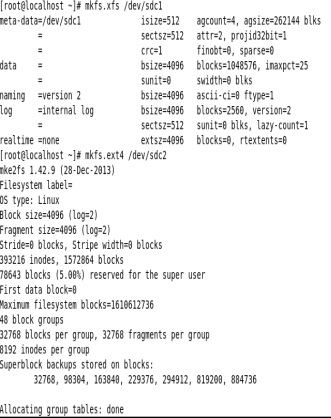 [root@localhost ~]# mkfs.xfs /dev/sdc1
meta-data=/dev/sdc1 isize=512 agcount=4, agsize=262144 blks
= sectsz=512 attr=2, projid32bit=1
= crc=1 finobt=0, sparse=0
data = bsize=4096 blocks=1048576, imaxpct=25
= sunit=0 swidth=0 blks
naming =version 2 bsize=4096 ascii-ci=0 ftype=1
log =internal log bsize=4096 blocks=2560, version=2
= sectsz=512 sunit=0 blks, lazy-count=1
realtime =none extsz=4096 blocks=0, rtextents=0
[root@localhost ~]# mkfs.ext4 /dev/sdc2
mke2fs 1.42.9 (28-Dec-2013)
Filesystem label=
OS type: Linux
Block size=4096 (log=2)
Fragment size=4096 (log=2)
Stride=0 blocks, Stripe width=0 blocks
393216 inodes, 1572864 blocks
78643 blocks (5.00%) reserved for the super user
First data block=0
Maximum filesystem blocks=1610612736
48 block groups
32768 blocks per group, 32768 fragments per group
8192 inodes per group
Superblock backups stored on blocks:
32768, 98304, 163840, 229376, 294912, 819200, 884736
Allocating group tables: done